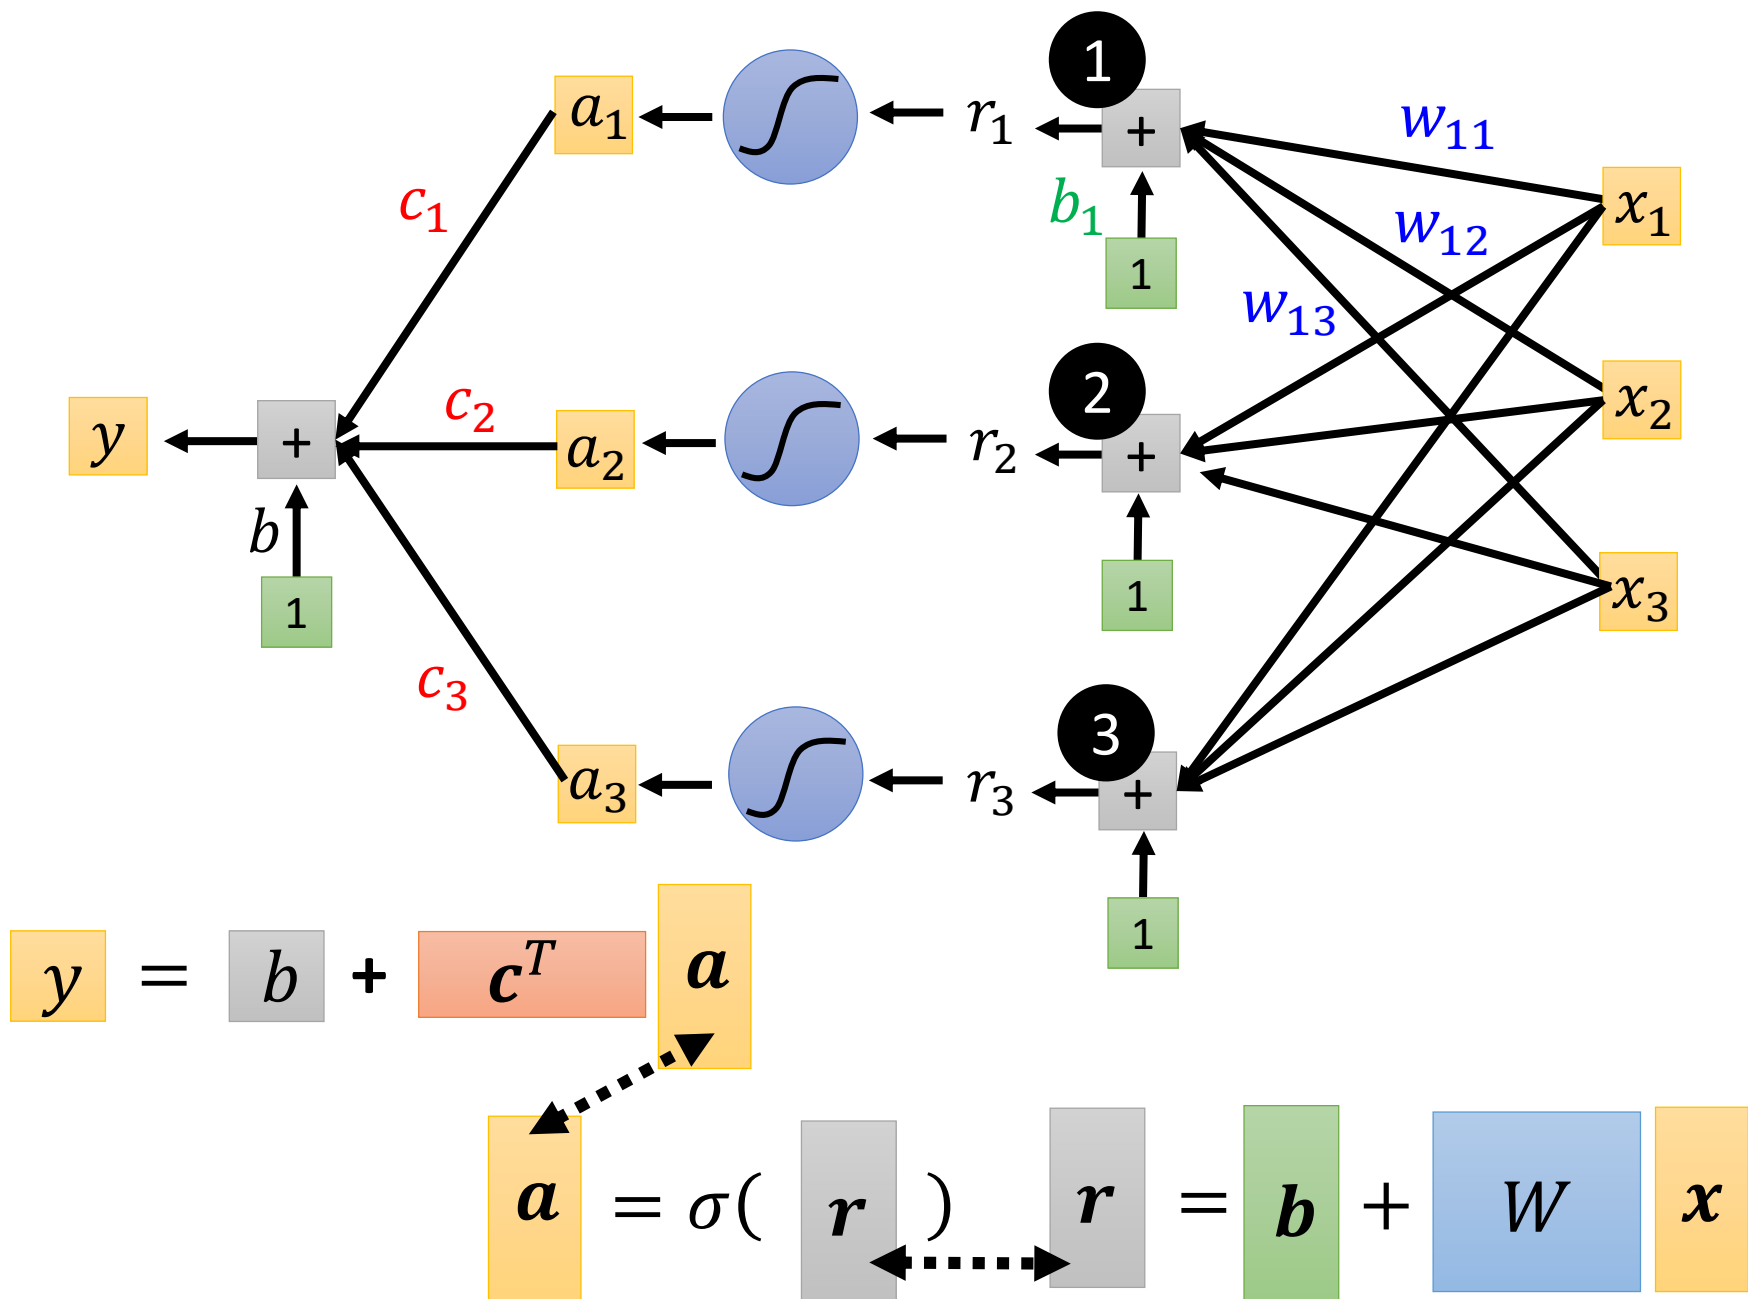 1
a₁ r₁ + w₁₁
c₁ b₁ x₁
1 w₁₂
w₁₃
2
y + c₂ a₂ r₂ + x₂
b
1 1 x₃
c₃
3
a₃ r₃ +
1
y = b + cᵀ a
a = σ( r ) r = b + W x